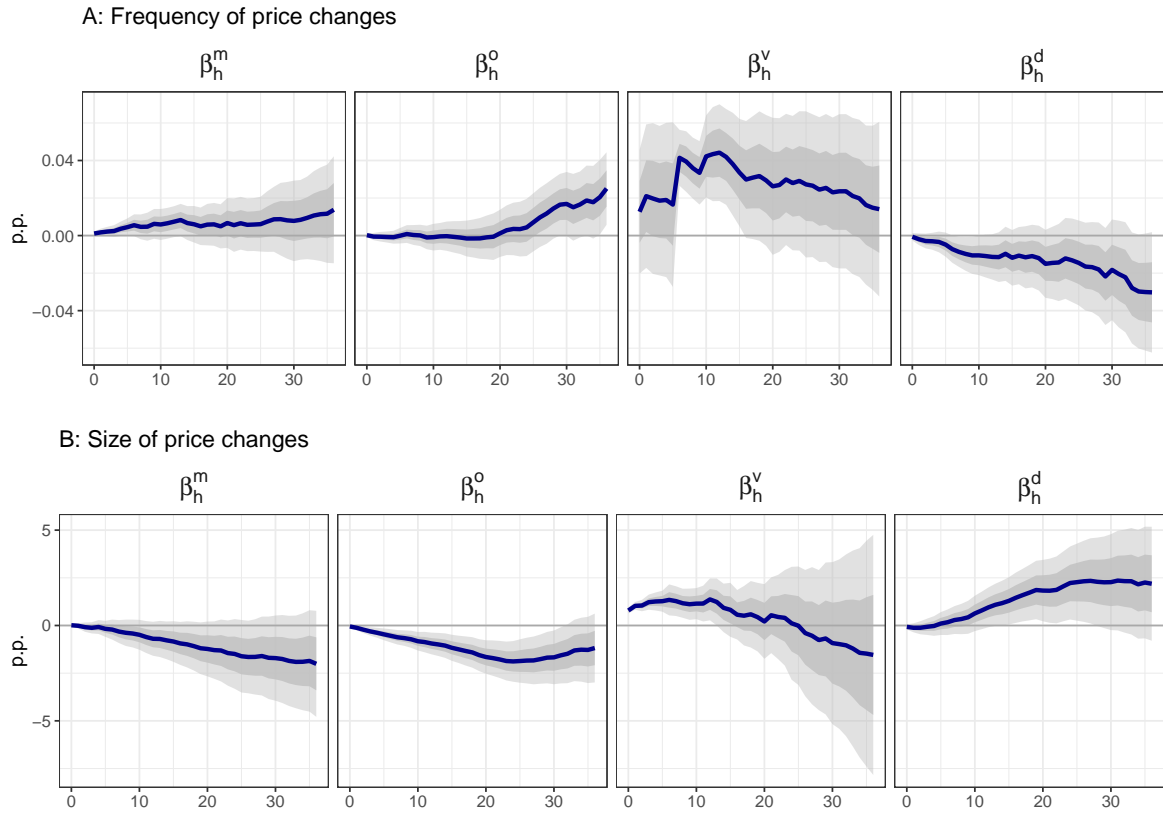 A: Frequency of price changes
β_h^m β_h^o β_h^v β_h^d
p.p.
0.04
0.00
−0.04
0 10 20 30 0 10 20 30 0 10 20 30 0 10 20 30
B: Size of price changes
β_h^m β_h^o β_h^v β_h^d
p.p.
5
0
−5
0 10 20 30 0 10 20 30 0 10 20 30 0 10 20 30